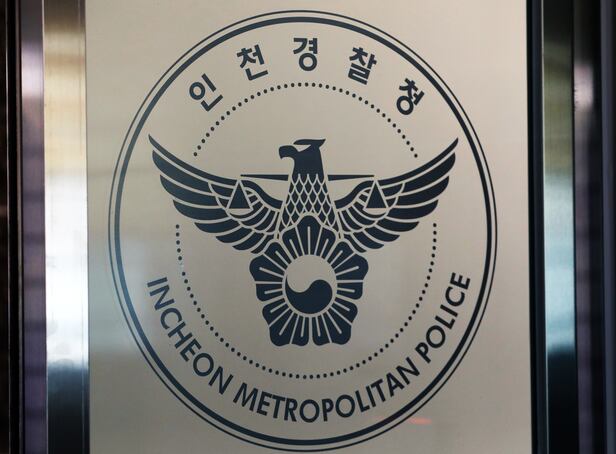 인천경찰청
INCHEON METROPOLITAN POLICE